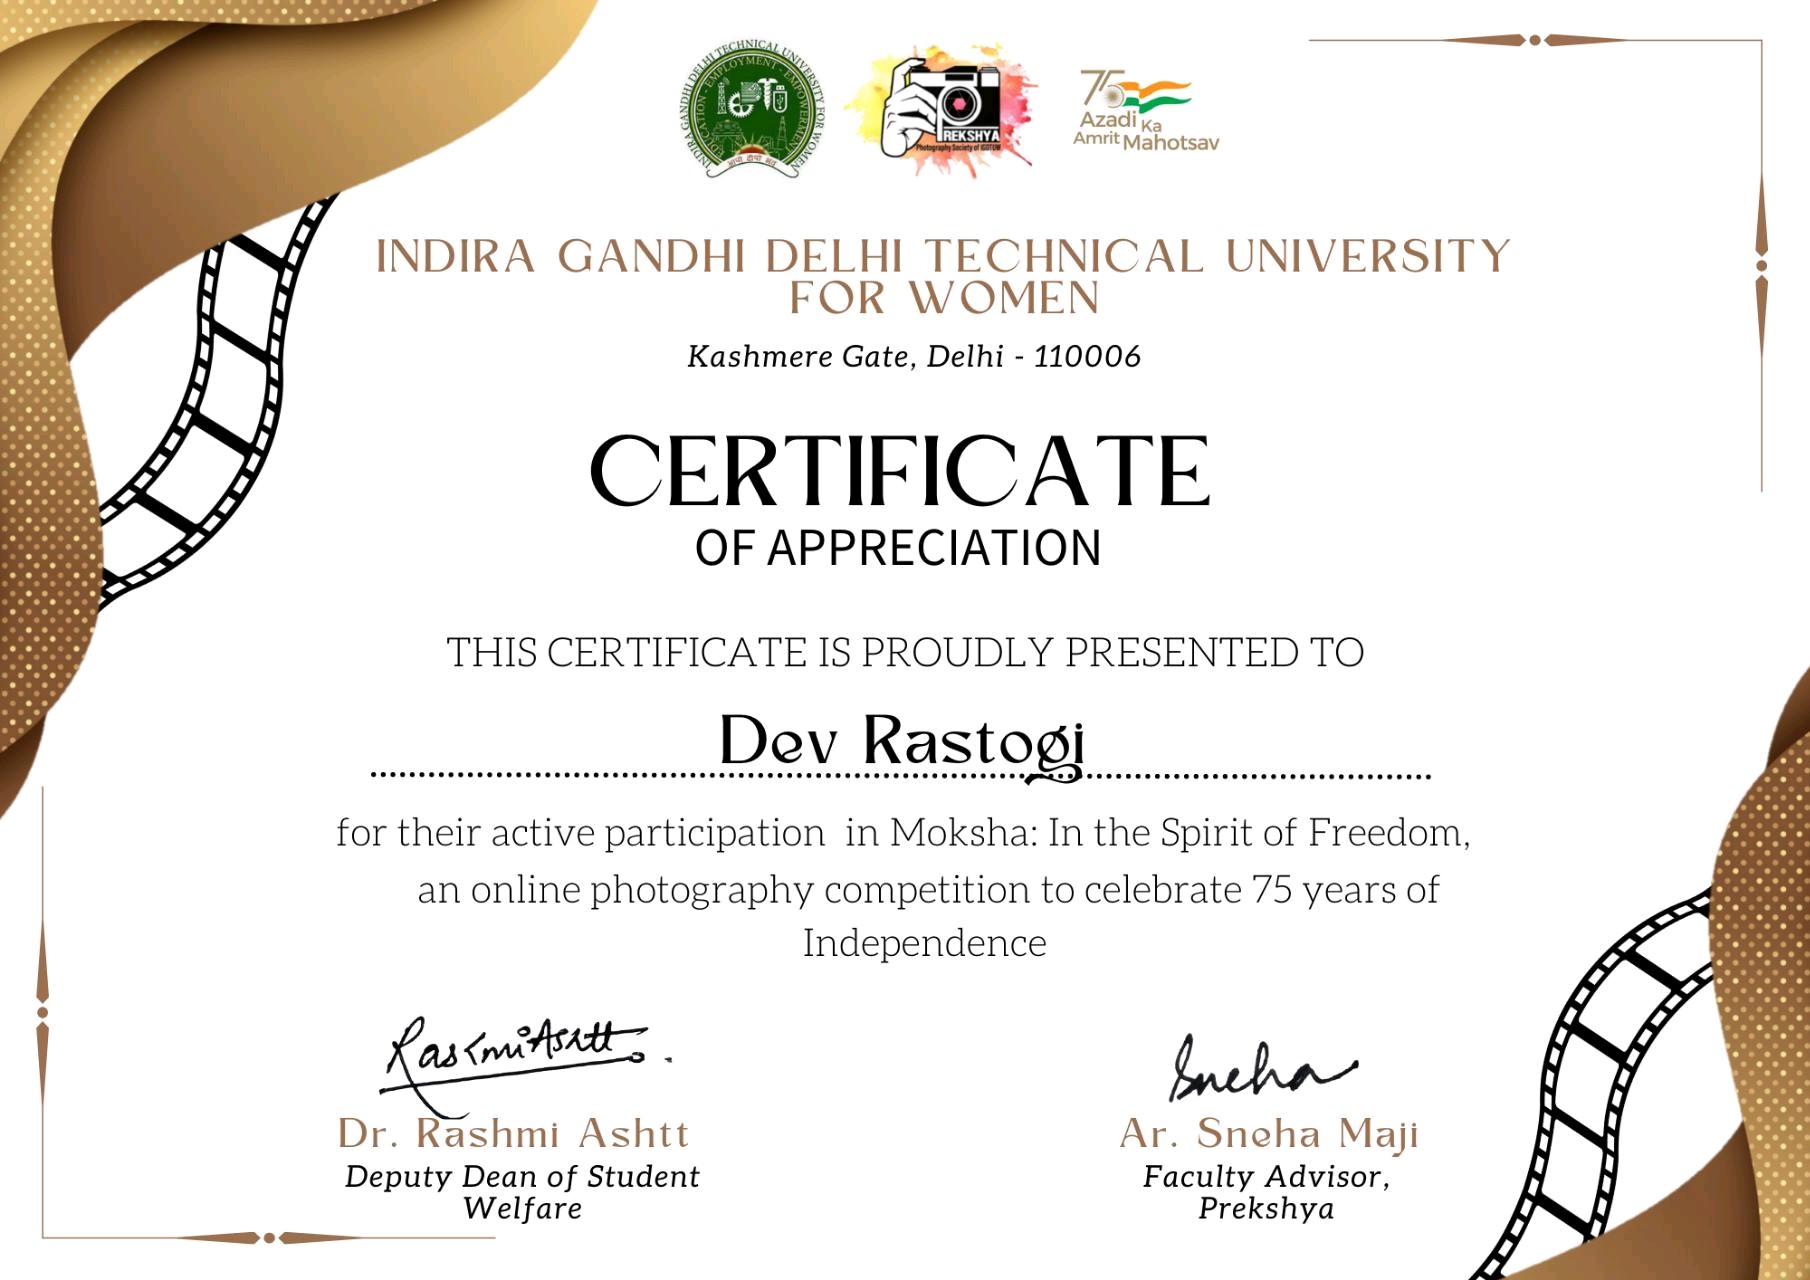 INDIRA GANDHI DELHI TECHNICAL UNIVERSITY FOR WOMEN
EDUCATION - EMPLOYMENT - EMPOWERMENT
PREKSHYA
Photography Society of IGDTUW
75
Azadi Ka
Amrit Mahotsav
INDIRA GANDHI DELHI TECHNICAL UNIVERSITY
FOR WOMEN
Kashmere Gate, Delhi - 110006
CERTIFICATE
OF APPRECIATION
THIS CERTIFICATE IS PROUDLY PRESENTED TO
Dev Rastogi
for their active participation in Moksha: In the Spirit of Freedom,
an online photography competition to celebrate 75 years of
Independence
Rashmi Ashtt
Sneha
Dr. Rashmi Ashtt
Ar. Sneha Maji
Deputy Dean of Student
Welfare
Faculty Advisor,
Prekshya